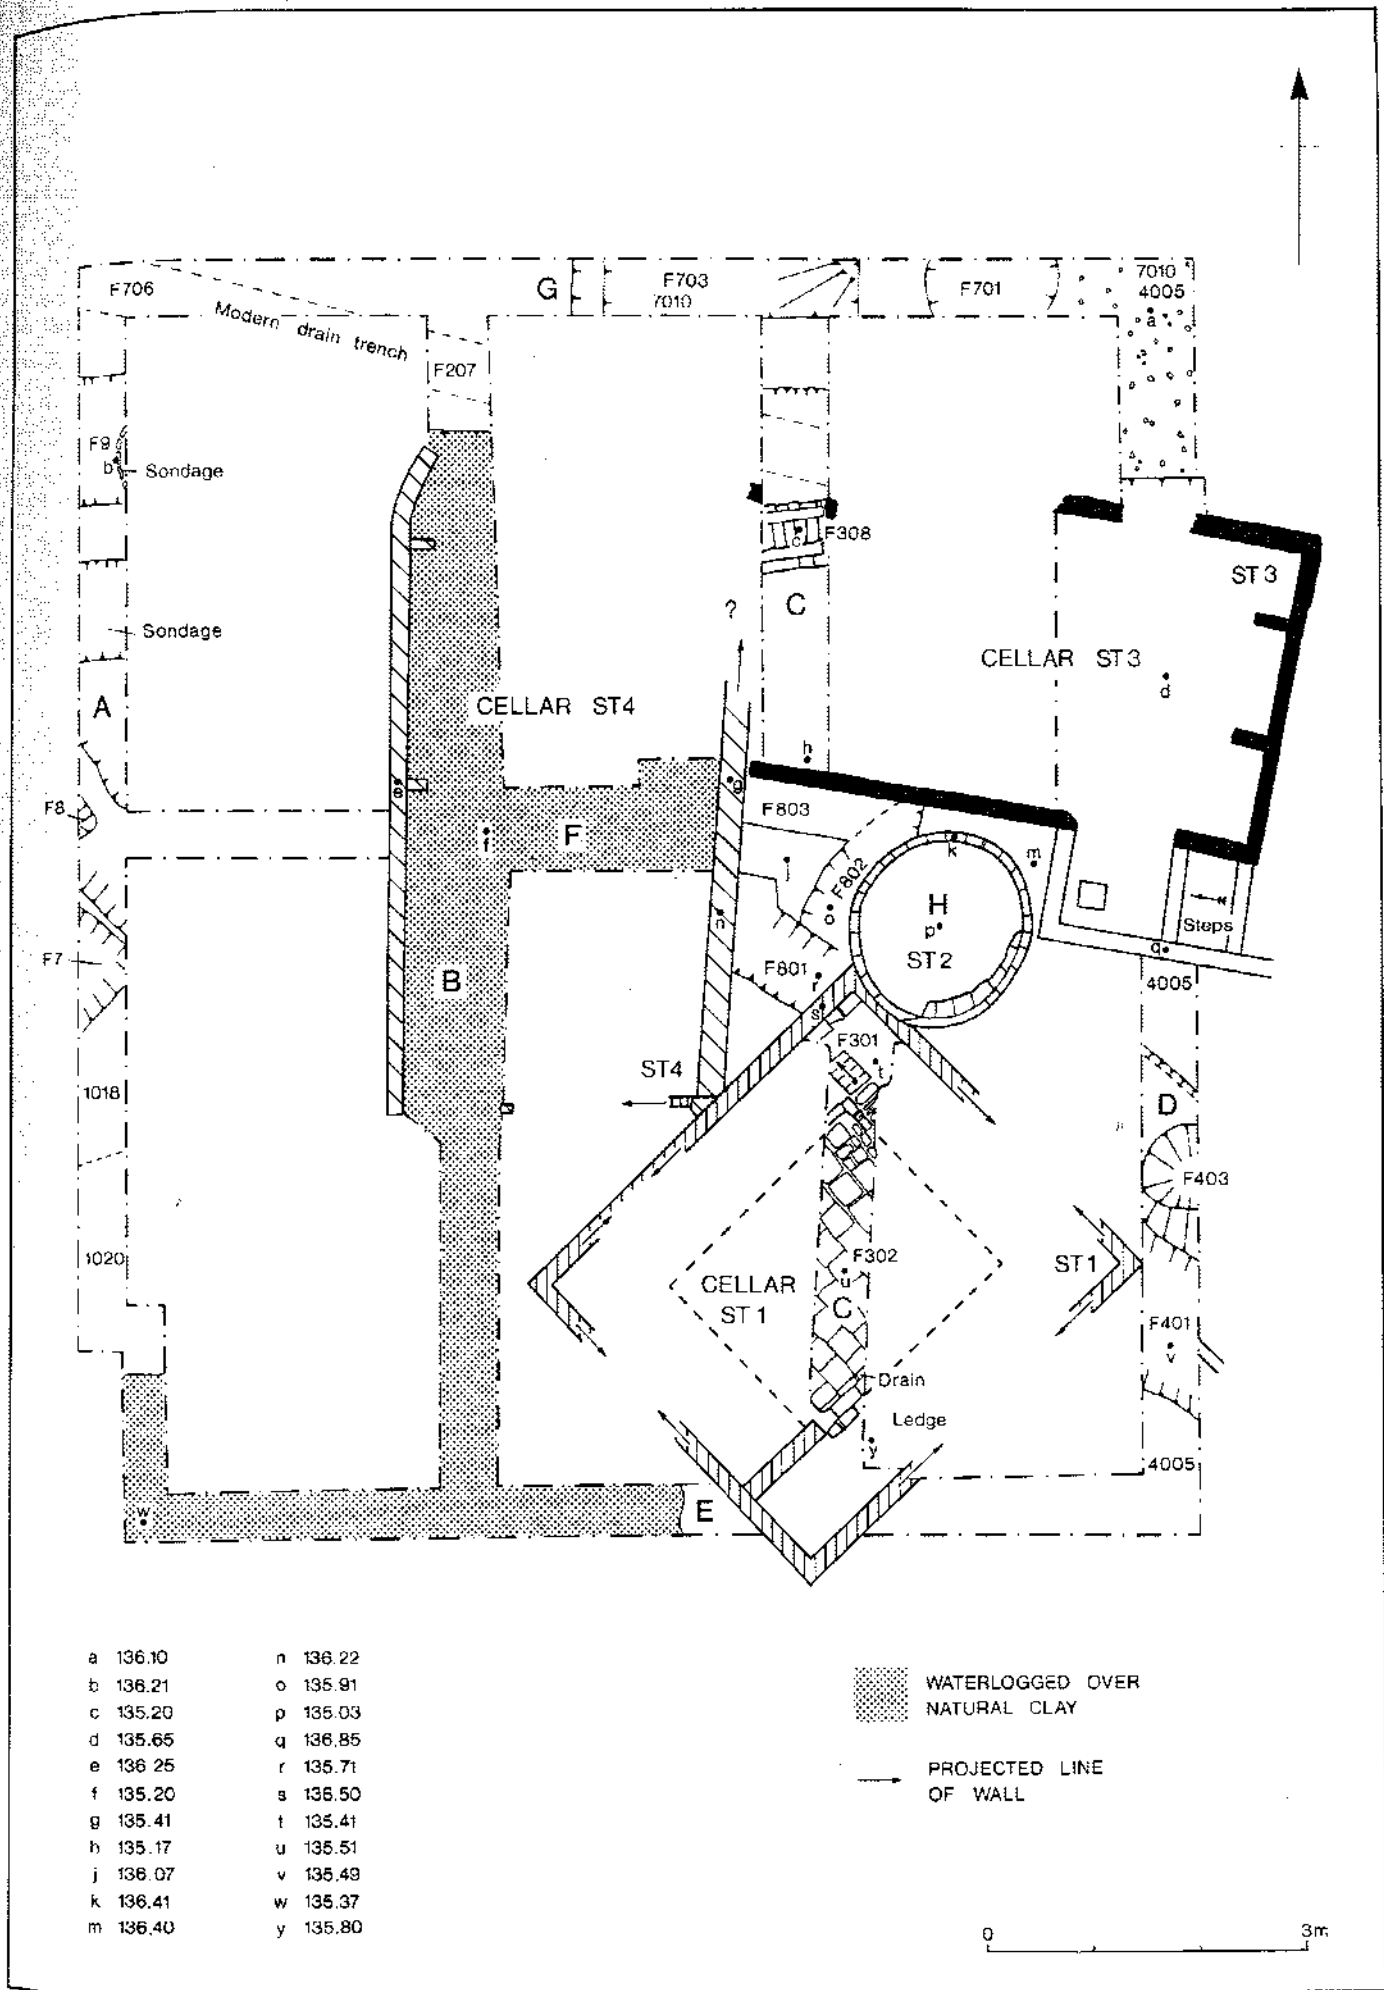 F706
G
F703
7010
F701
7010
4005
a
Modern drain trench
F207
F9
b
Sondage
c
F308
ST3
?
C
Sondage
CELLAR ST3
d
A
CELLAR ST4
h
e
g
F8
F803
f
F
j
k
m
F802
H
n
o
p
Steps
F7
B
F801
ST2
q
r
4005
s
F301
ST4
t
1018
D
F403
1020
F302
ST1
CELLAR
ST1
u
C
F401
v
Drain
Ledge
y
4005
w
E
a 136.10
b 136.21
c 135.20
d 135.65
e 136 25
f 135.20
g 135.41
h 135.17
j 136.07
k 136.41
m 136.40
n 136.22
o 135.91
p 135.03
q 136.85
r 135.71
s 136.50
t 135.41
u 135.51
v 135.49
w 135.37
y 135.80
WATERLOGGED OVER
NATURAL CLAY
PROJECTED LINE
OF WALL
0 3m